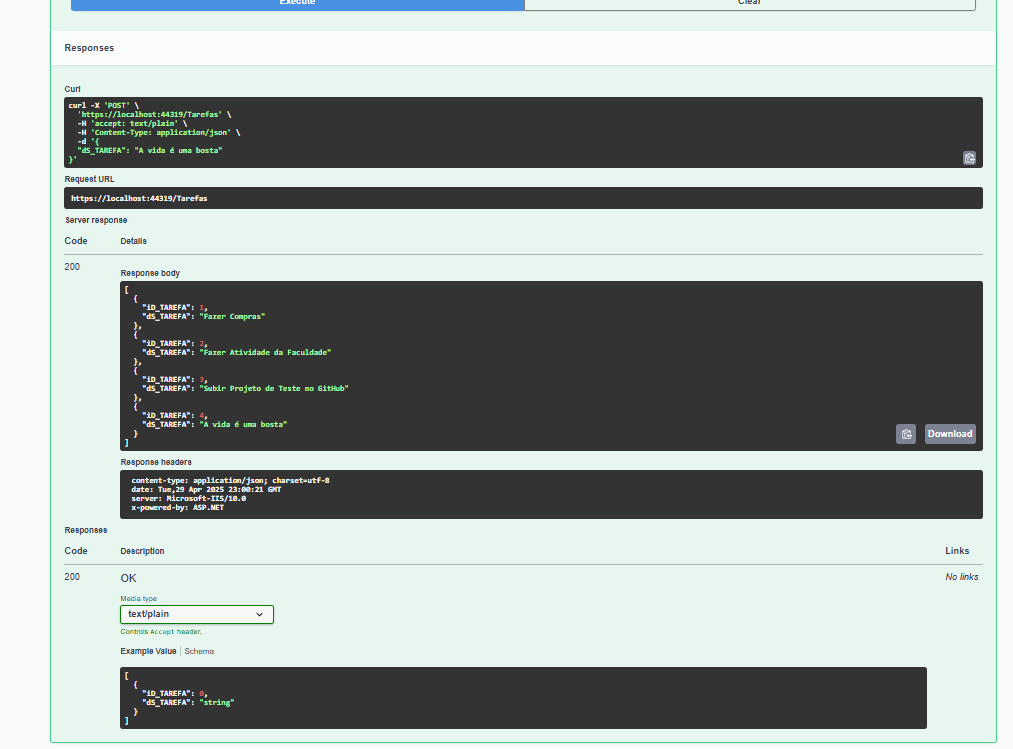 Execute
Clear
Responses
Curl
curl -X 'POST' \
'https://localhost:44319/Tarefas' \
-H 'accept: text/plain' \
-H 'Content-Type: application/json' \
-d '{
"dS_TAREFA": "A vida é uma bosta"
}'
Request URL
https://localhost:44319/Tarefas
Server response
Code Details
200
Response body
[
{
"iD_TAREFA": 1,
"dS_TAREFA": "Fazer Compras"
},
{
"iD_TAREFA": 2,
"dS_TAREFA": "Fazer Atividade da Faculdade"
},
{
"iD_TAREFA": 3,
"dS_TAREFA": "Subir Projeto de Teste no GitHub"
},
{
"iD_TAREFA": 4,
"dS_TAREFA": "A vida é uma bosta"
}
]
Download
Response headers
content-type: application/json; charset=utf-8
date: Tue,29 Apr 2025 23:00:21 GMT
server: Microsoft-IIS/10.0
x-powered-by: ASP.NET
Responses
Code Description Links
200 OK No links
Media type
text/plain
Controls Accept header.
Example Value | Schema
[
{
"iD_TAREFA": 0,
"dS_TAREFA": "string"
}
]